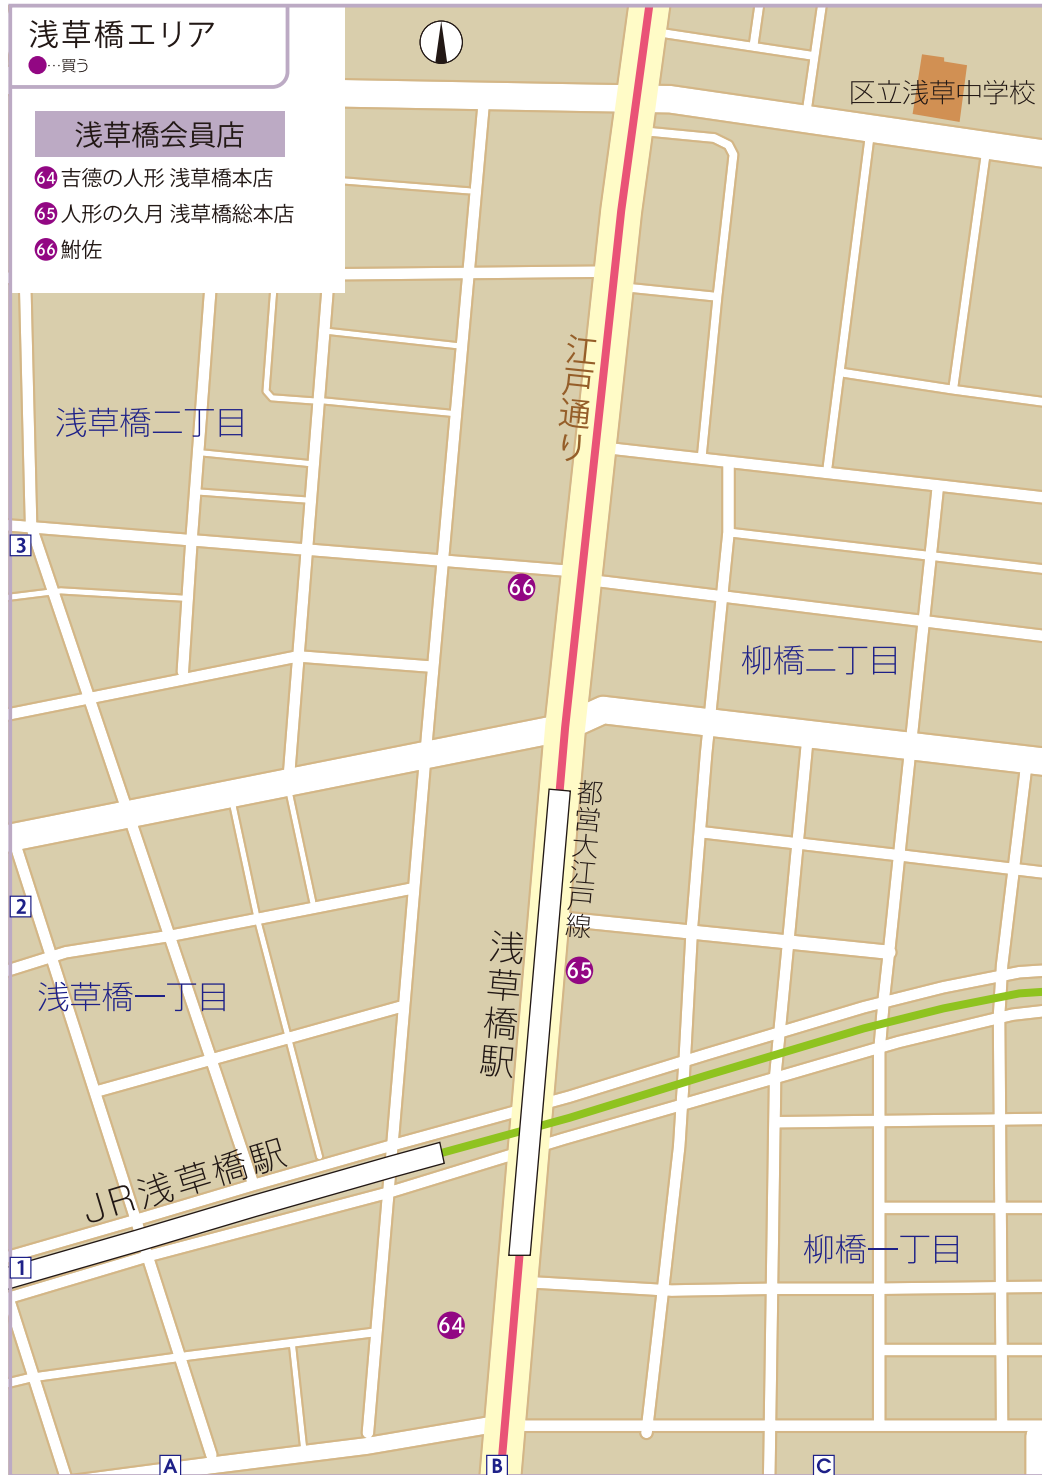 浅草橋エリア
●…買う
浅草橋会員店
64 吉德の人形 浅草橋本店
65 人形の久月 浅草橋総本店
66 鮒佐
区立浅草中学校
江戸通り
浅草橋二丁目
3
66
柳橋二丁目
都営大江戸線
2
浅草橋駅
65
浅草橋一丁目
JR浅草橋駅
柳橋一丁目
1
64
A
B
C